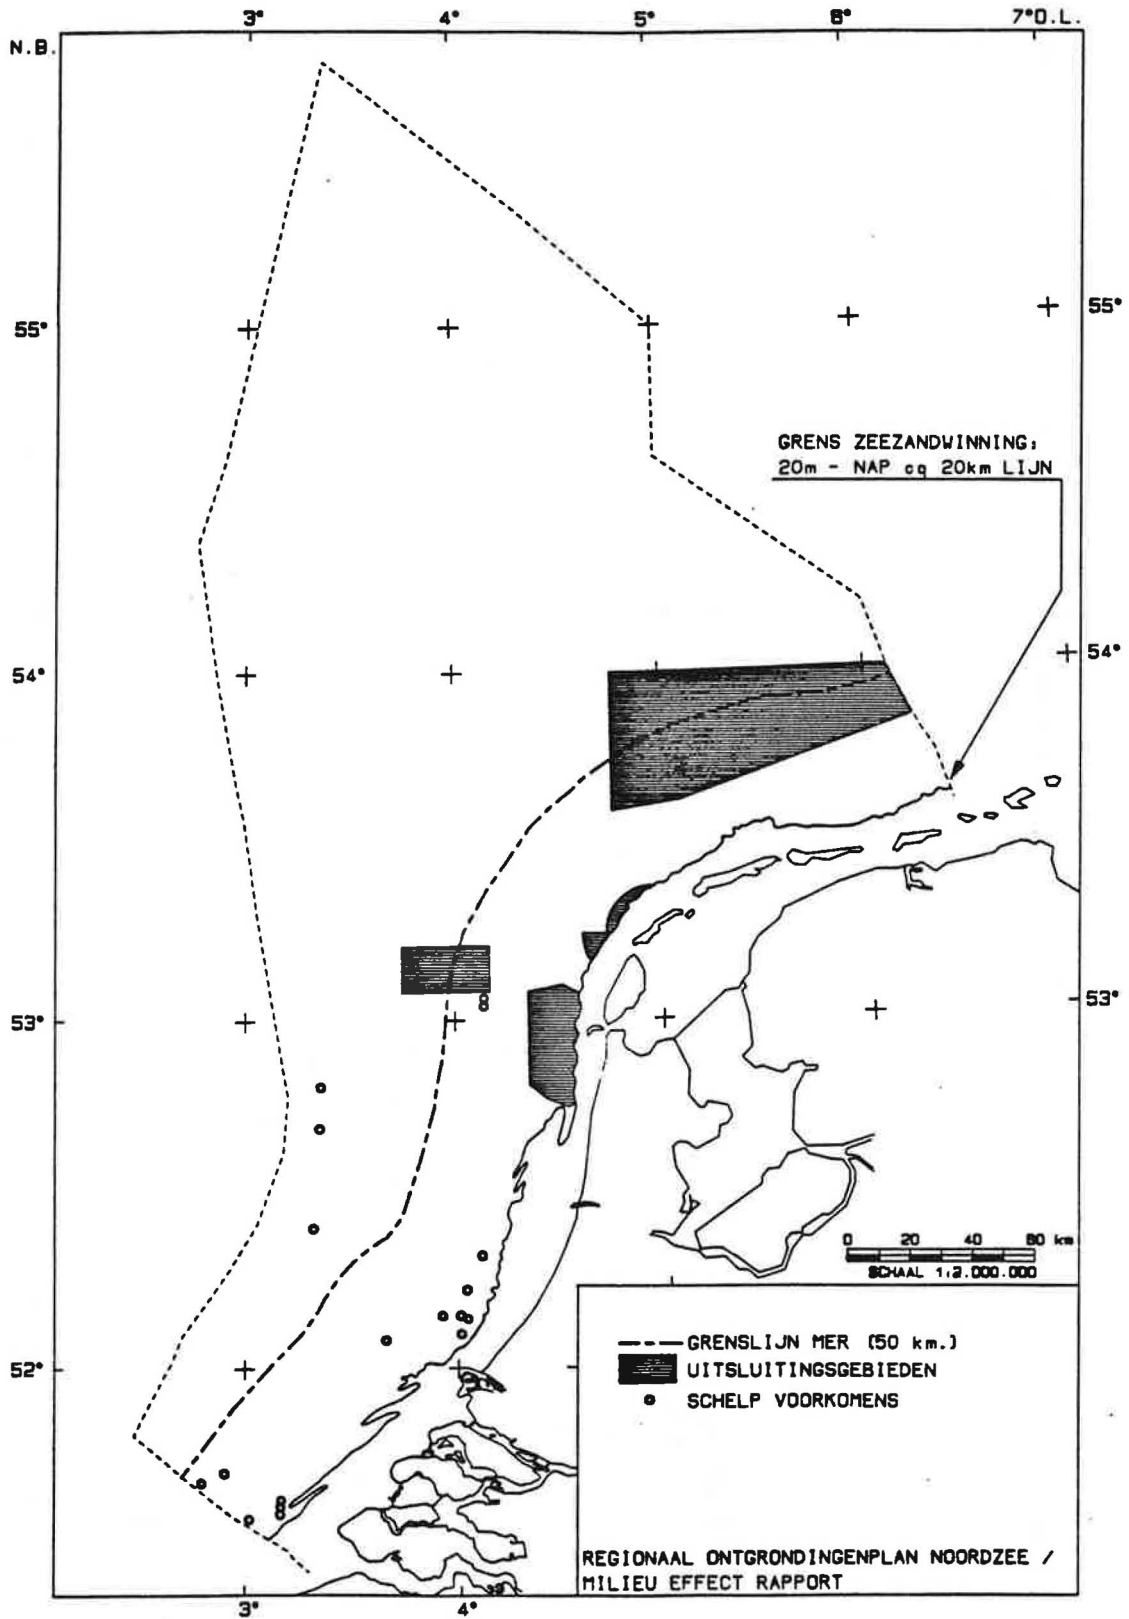 3° 4° 5° 6° 7°O.L.
N.B.
55° 55°
GRENS ZEEZANDWINNING:
20m - NAP cq 20km LIJN
54° 54°
53° 53°
0 20 40 60 km
SCHAAL 1:2.000.000
GRENSLIJN MER (50 km.)
52° UITSLUITINGSGEBIEDEN
SCHELP VOORKOMENS
REGIONAAL ONTGRONDINGENPLAN NOORDZEE /
MILIEU EFFECT RAPPORT
3° 4°